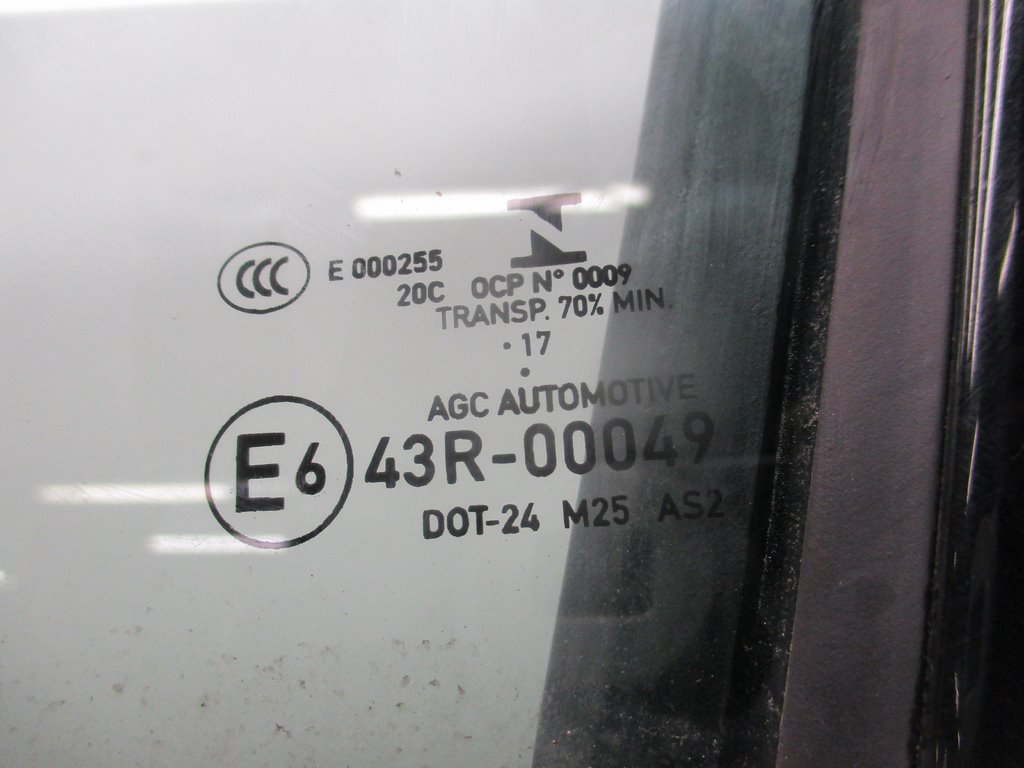 CCC E 000255
20C OCP N° 0009
TRANSP. 70% MIN.
· 17
·
AGC AUTOMOTIVE
E6 43R-00049
DOT-24 M25 AS2